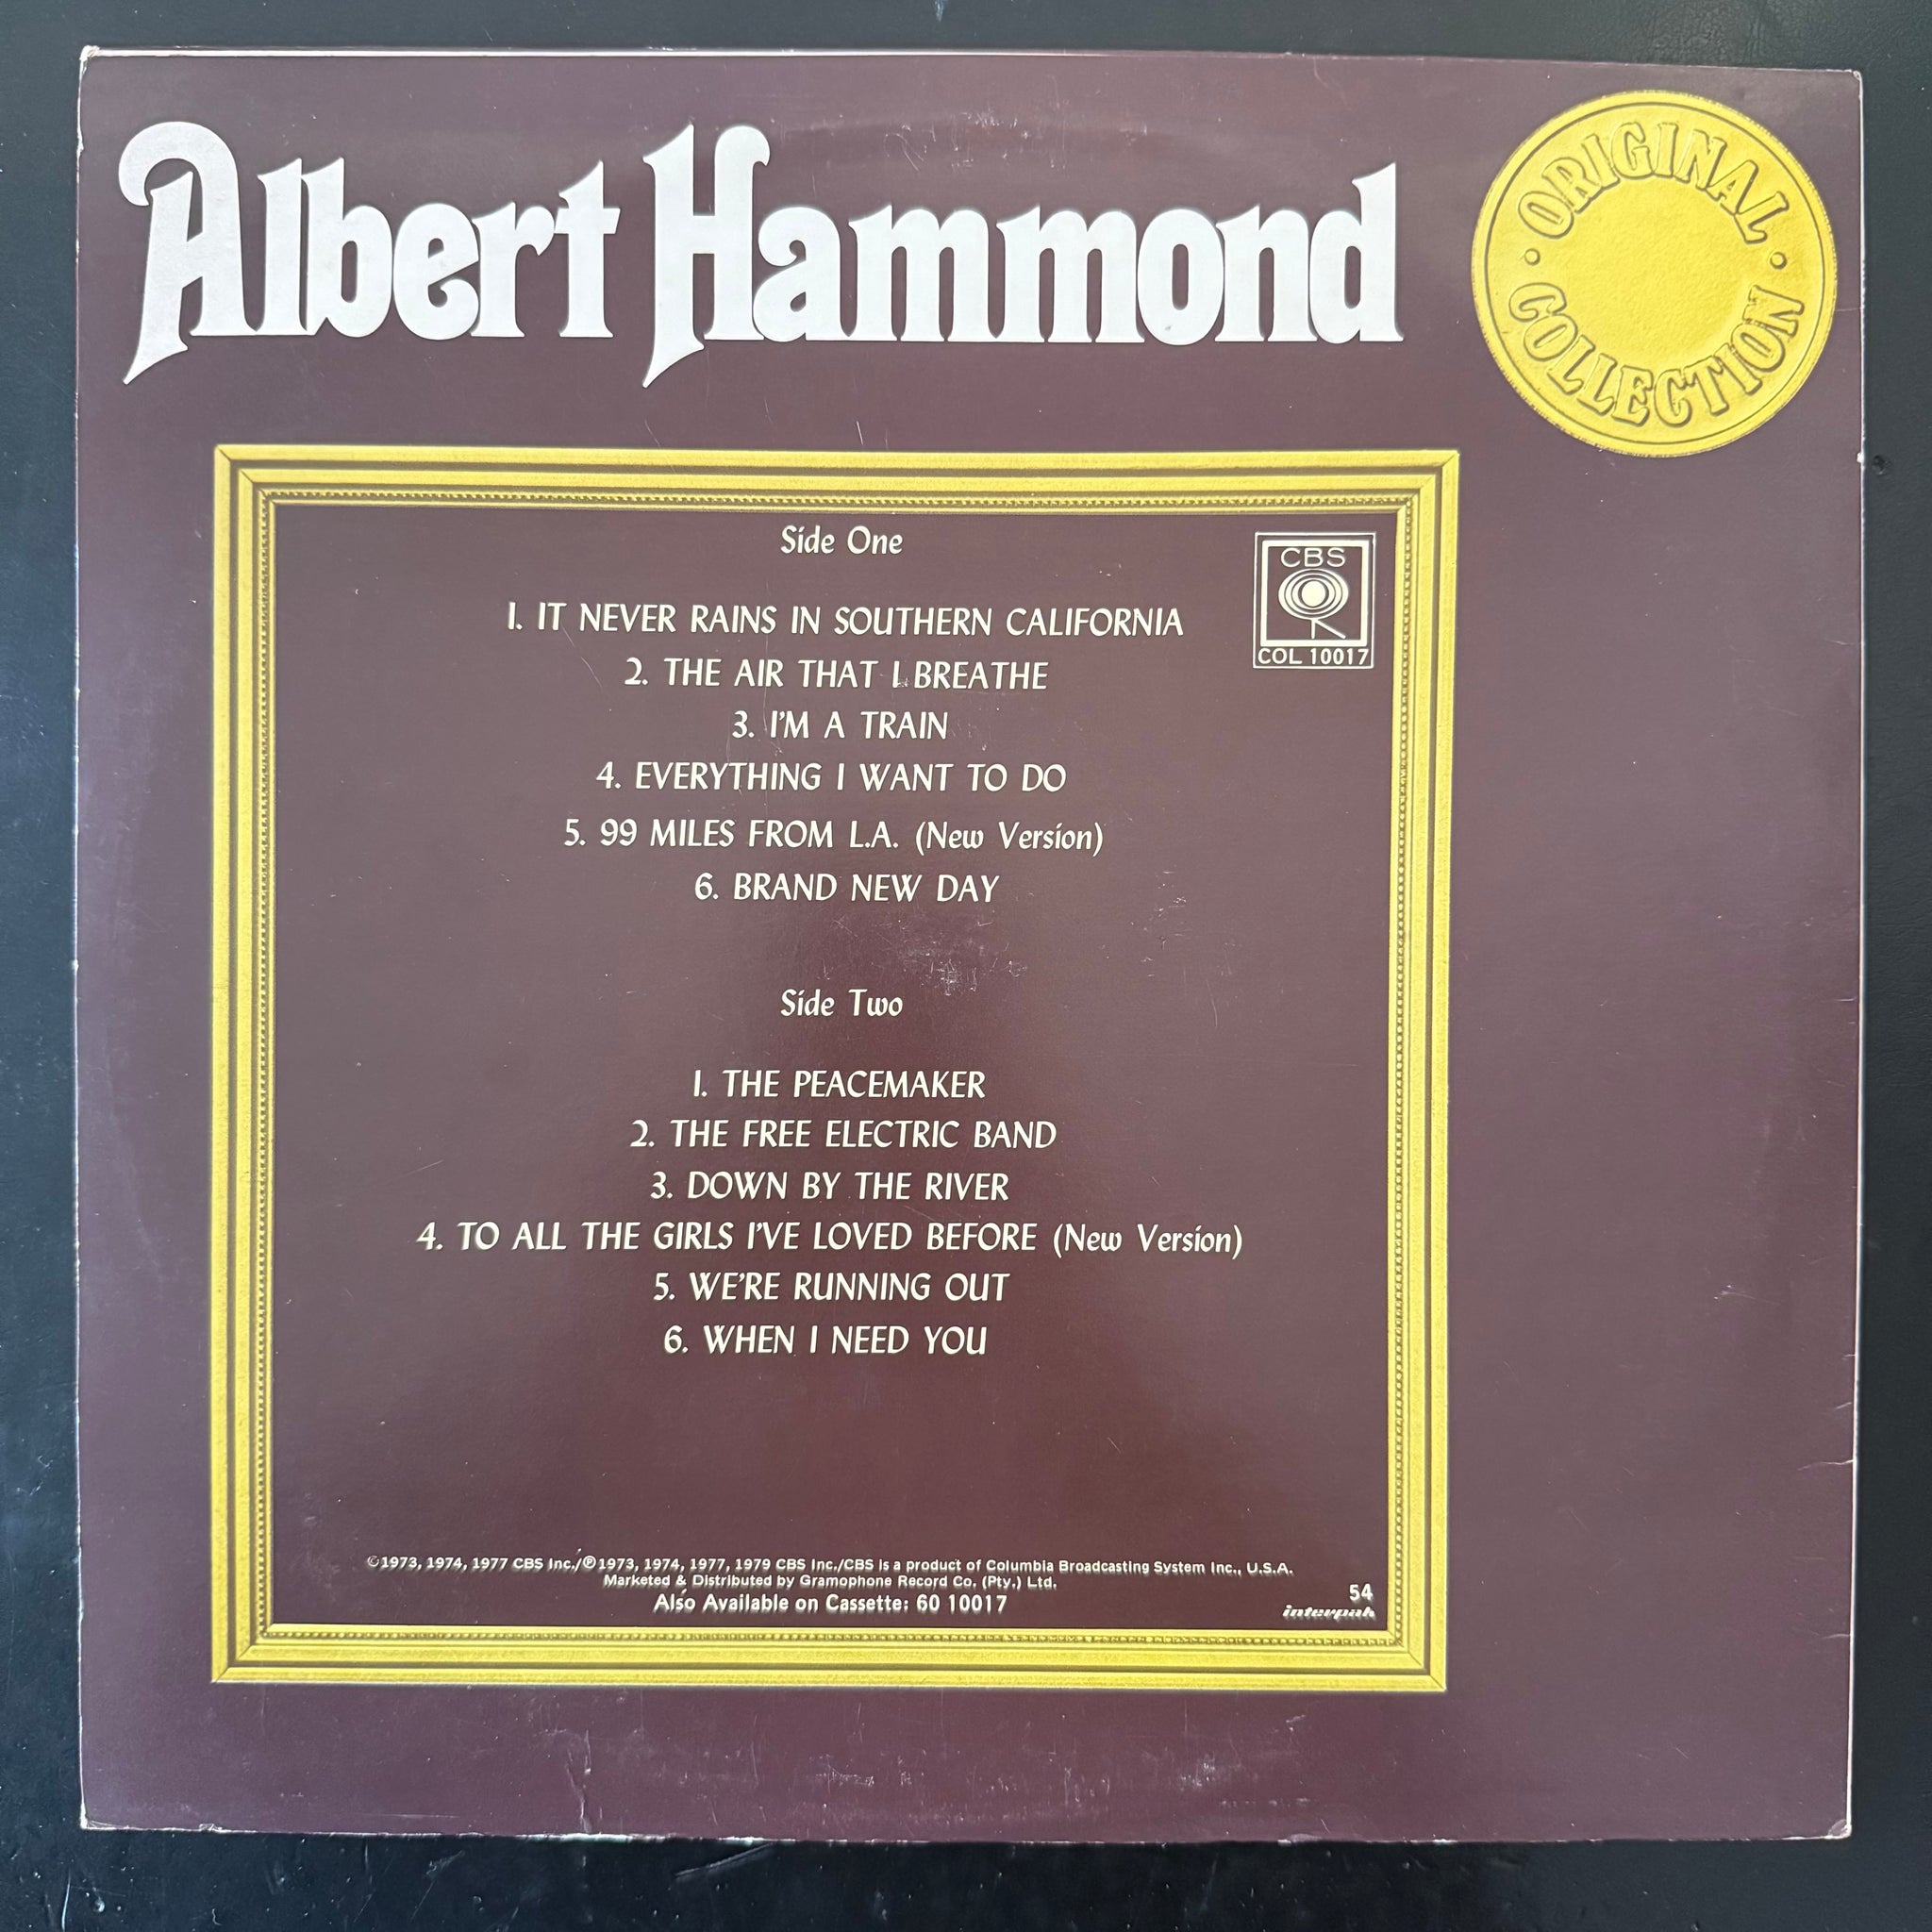 Albert Hammond
ORIGINAL
COLLECTION
Side One
CBS
COL 10017
1. IT NEVER RAINS IN SOUTHERN CALIFORNIA
2. THE AIR THAT I BREATHE
3. I'M A TRAIN
4. EVERYTHING I WANT TO DO
5. 99 MILES FROM L.A. (New Version)
6. BRAND NEW DAY
Side Two
1. THE PEACEMAKER
2. THE FREE ELECTRIC BAND
3. DOWN BY THE RIVER
4. TO ALL THE GIRLS I'VE LOVED BEFORE (New Version)
5. WE'RE RUNNING OUT
6. WHEN I NEED YOU
©1973, 1974, 1977 CBS Inc./℗1973, 1974, 1977, 1979 CBS Inc./CBS is a product of Columbia Broadcasting System Inc., U.S.A.
Marketed & Distributed by Gramophone Record Co. (Pty.) Ltd.
Also Available on Cassette: 60 10017
54
interpak